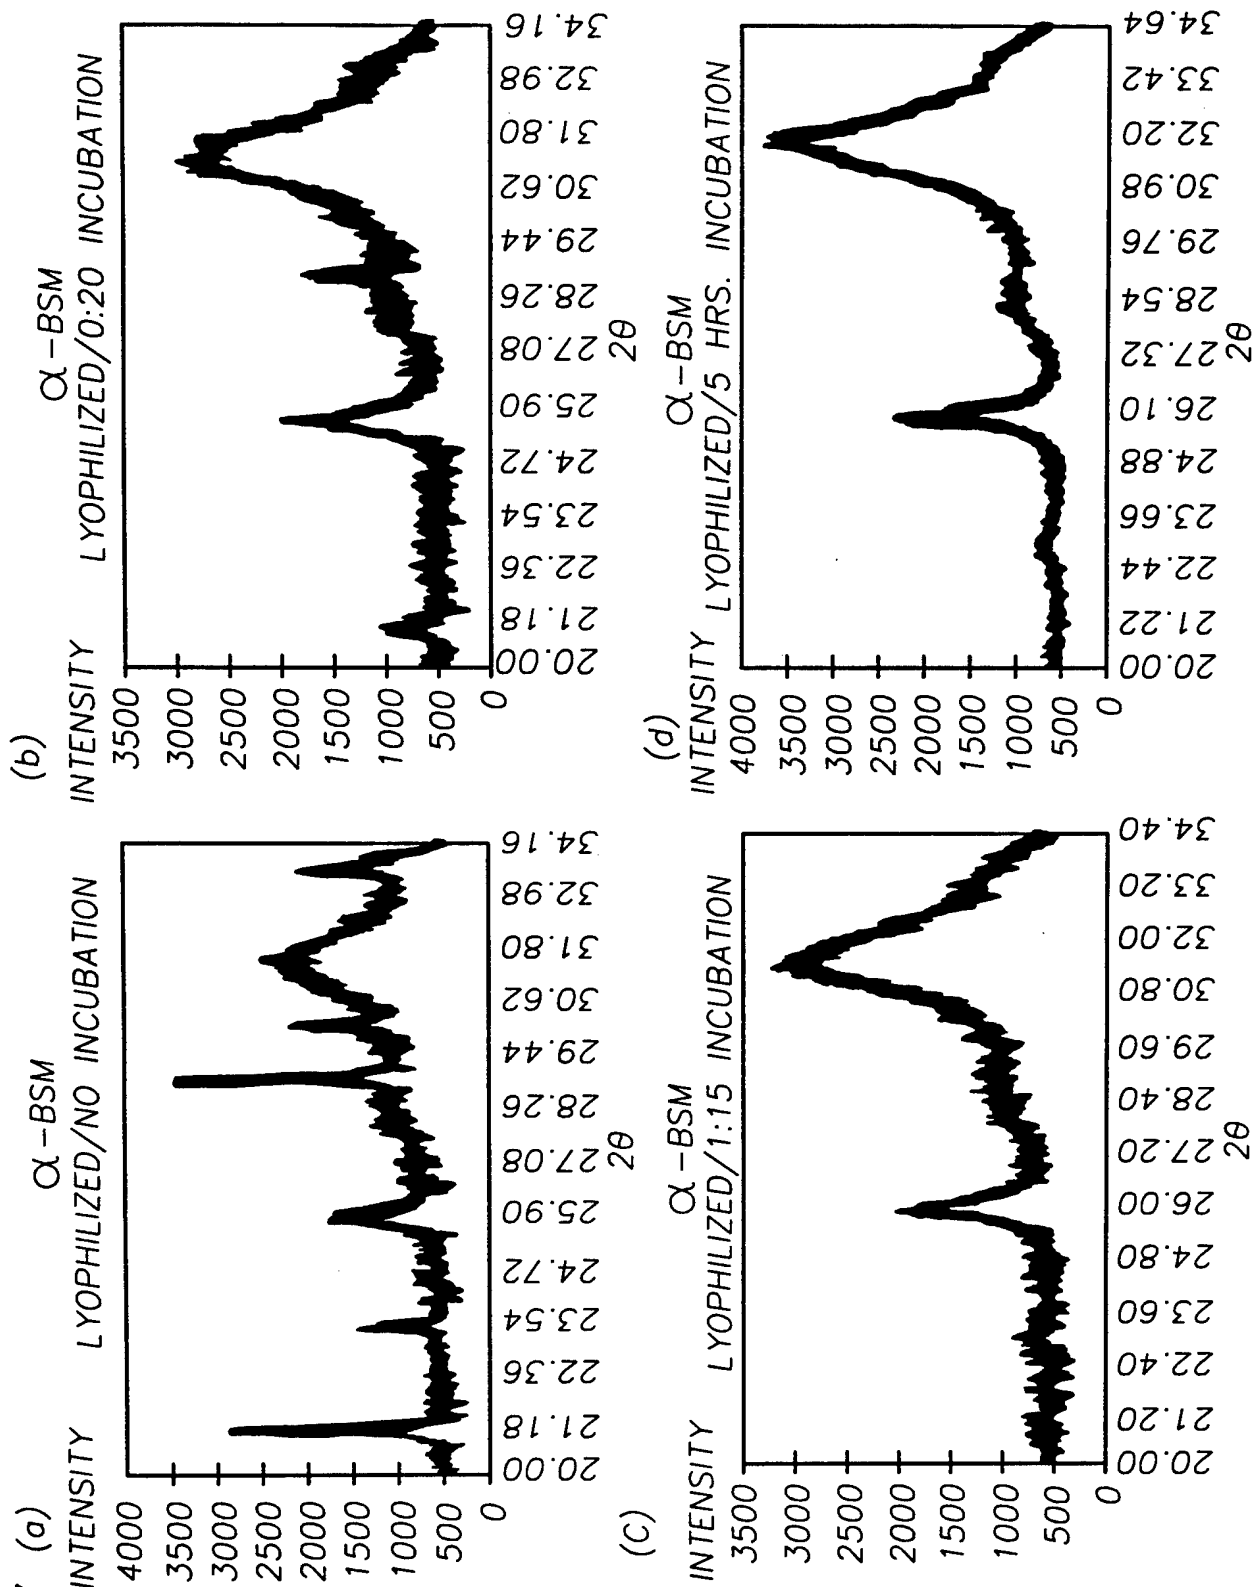 (a)
α-BSM
INTENSITY LYOPHILIZED/NO INCUBATION
4000
3500
3000
2500
2000
1500
1000
500
0
20.00 21.18 22.36 23.54 24.72 25.90 27.08 28.26 29.44 30.62 31.80 32.98 34.16
2θ
(b)
α-BSM
INTENSITY LYOPHILIZED/0:20 INCUBATION
3500
3000
2500
2000
1500
1000
500
0
20.00 21.18 22.36 23.54 24.72 25.90 27.08 28.26 29.44 30.62 31.80 32.98 34.16
2θ
(c)
α-BSM
INTENSITY LYOPHILIZED/1:15 INCUBATION
3500
3000
2500
2000
1500
1000
500
0
20.00 21.20 22.40 23.60 24.80 26.00 27.20 28.40 29.60 30.80 32.00 33.20 34.40
2θ
(d)
α-BSM
INTENSITY LYOPHILIZED/5 HRS. INCUBATION
4000
3500
3000
2500
2000
1500
1000
500
0
20.00 21.22 22.44 23.66 24.88 26.10 27.32 28.54 29.76 30.98 32.20 33.42 34.64
2θ